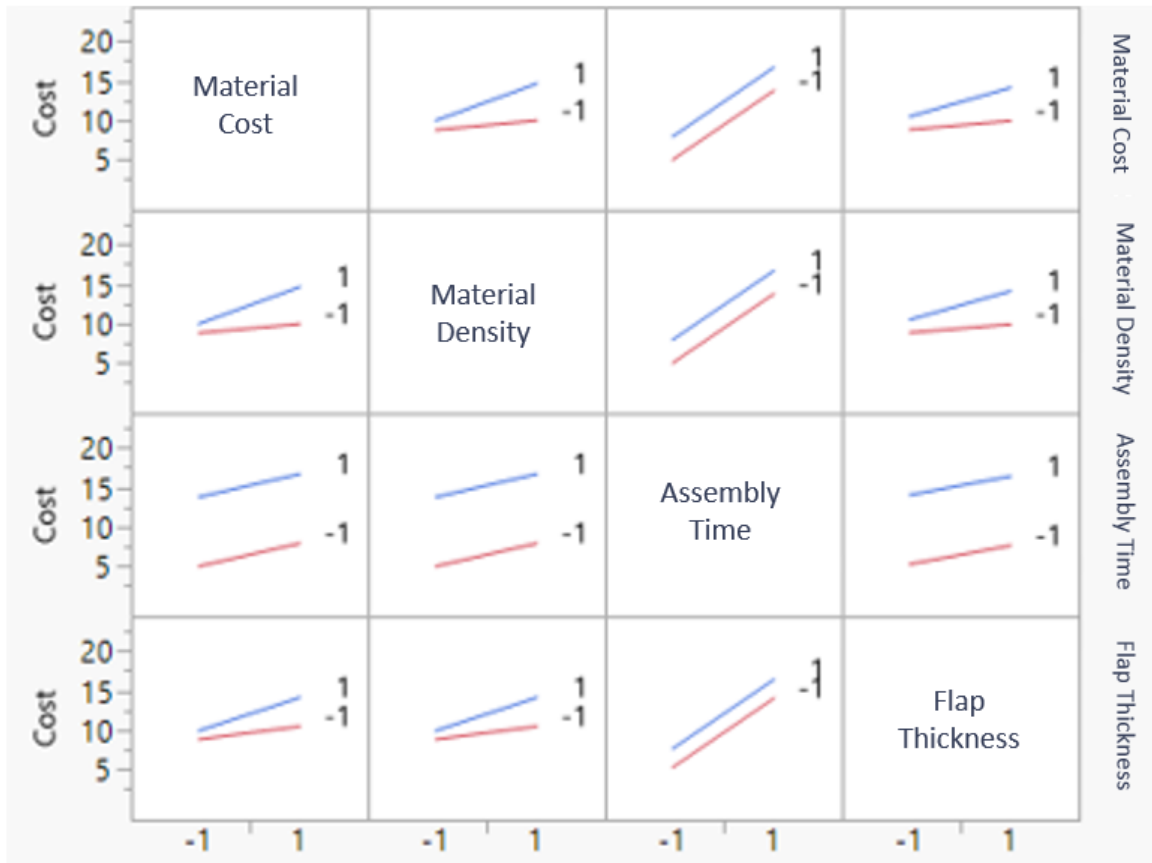 20
15
10
5
Cost
Material
Cost
1
-1
1
-1
1
-1
Material Cost
20
15
10
5
Cost
1
-1
Material
Density
1
-1
1
-1
Material Density
20
15
10
5
Cost
1
-1
1
-1
Assembly
Time
1
-1
Assembly Time
20
15
10
5
Cost
1
-1
1
-1
1
-1
Flap
Thickness
Flap Thickness
-1 1 -1 1 -1 1 -1 1